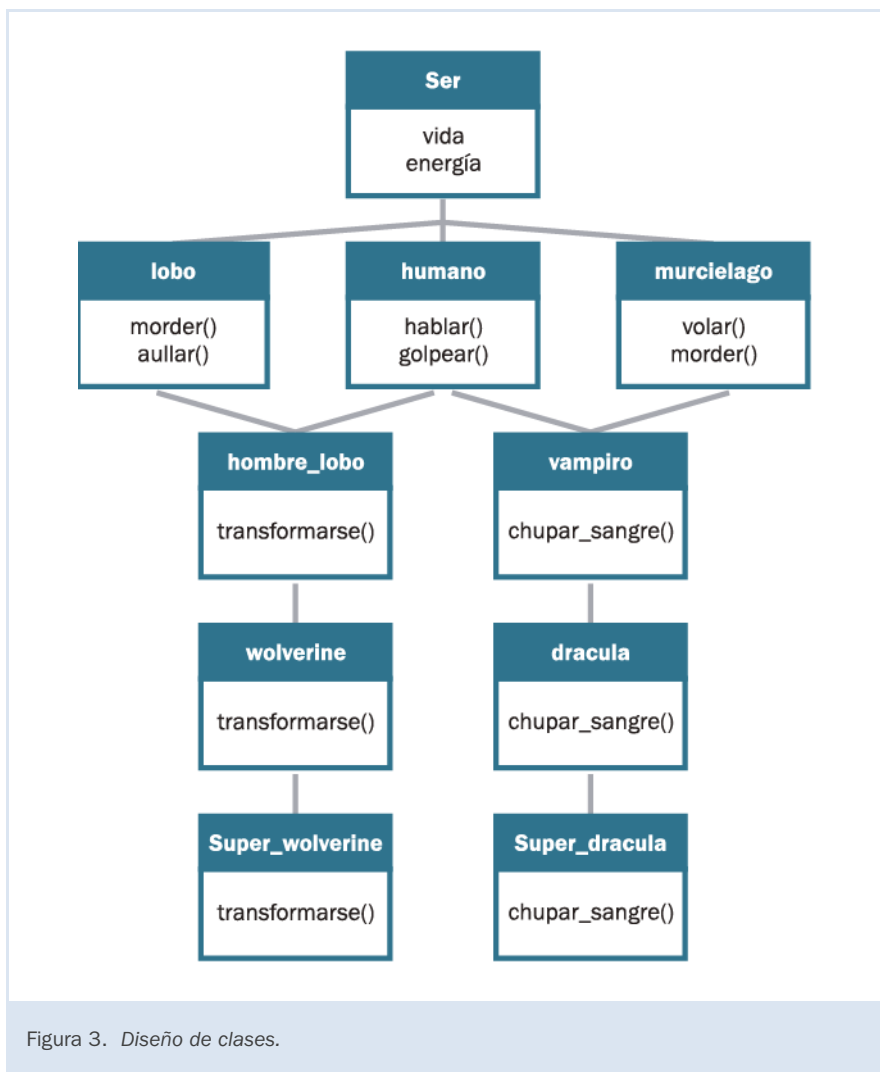 Ser
vida
energía
lobo
morder()
aullar()
humano
hablar()
golpear()
murcielago
volar()
morder()
hombre_lobo
transformarse()
vampiro
chupar_sangre()
wolverine
transformarse()
dracula
chupar_sangre()
Super_wolverine
transformarse()
Super_dracula
chupar_sangre()
Figura 3. Diseño de clases.